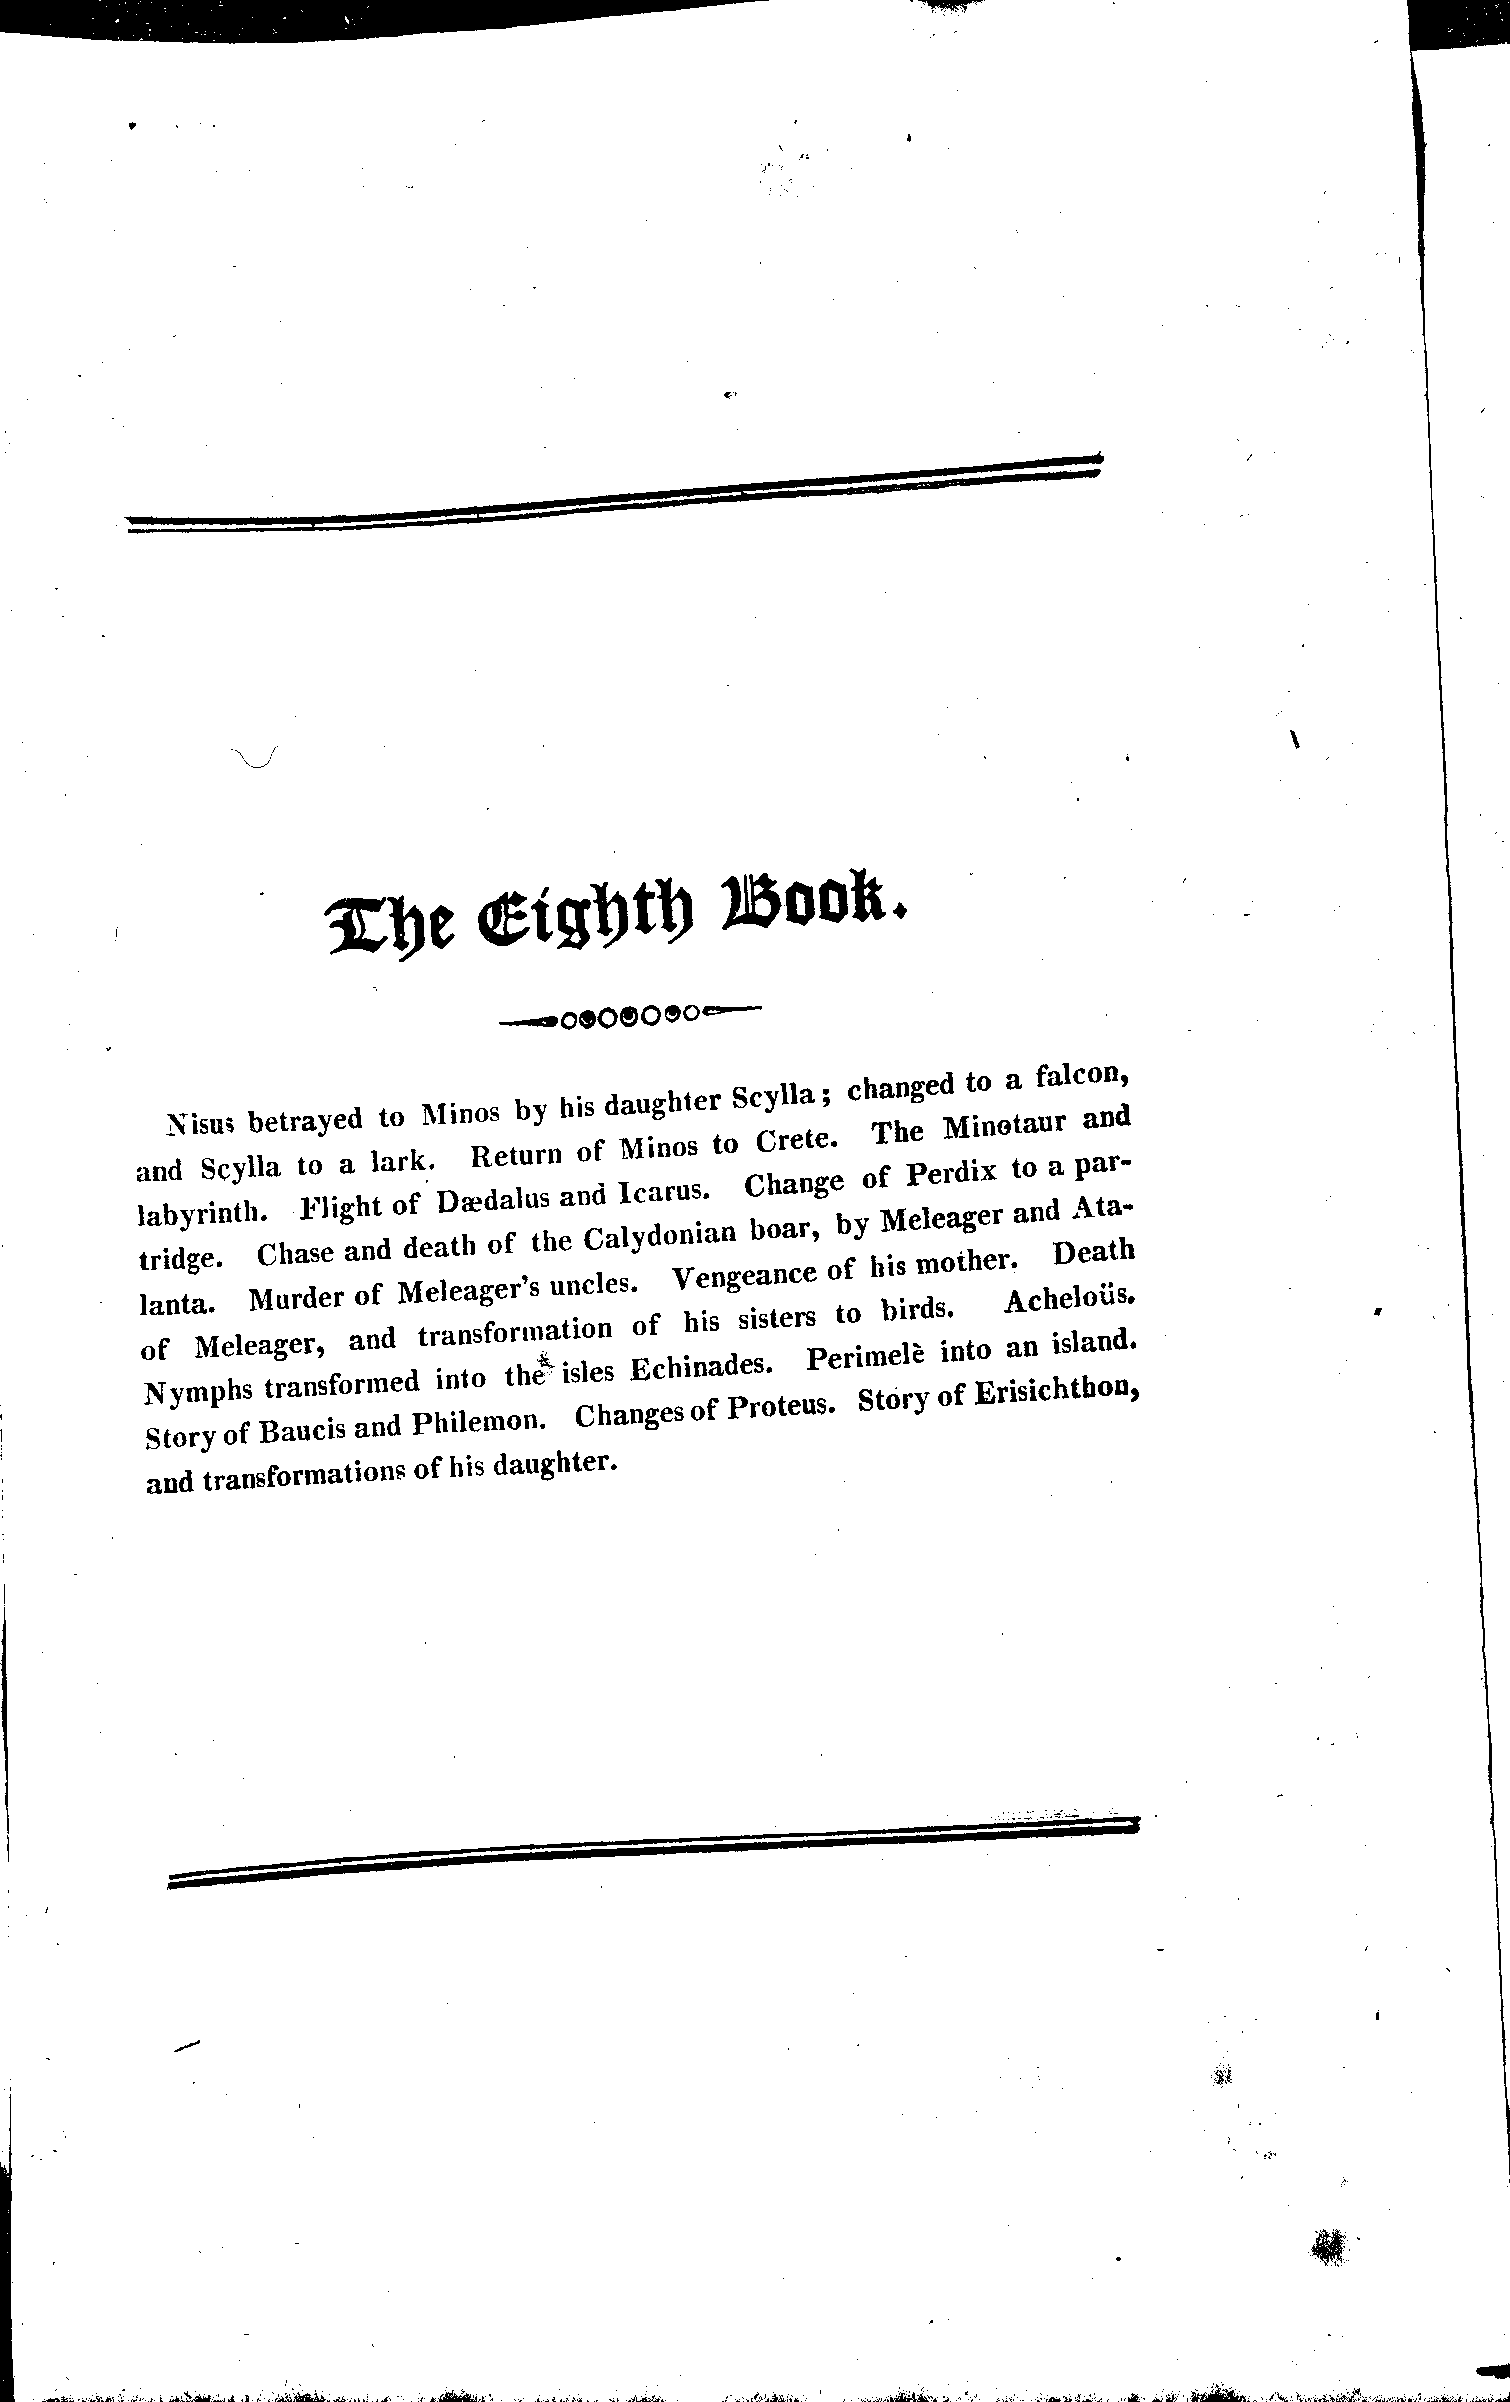 The Eighth Book.
Nisus betrayed to Minos by his daughter Scylla; changed to a falcon,
and Scylla to a lark. Return of Minos to Crete. The Minotaur and
labyrinth. Flight of Dædalus and Icarus. Change of Perdix to a par-
tridge. Chase and death of the Calydonian boar, by Meleager and Ata-
lanta. Murder of Meleager's uncles. Vengeance of his mother. Death
of Meleager, and transformation of his sisters to birds. Acheloüs.
Nymphs transformed into the isles Echinades. Perimelè into an island.
Story of Baucis and Philemon. Changes of Proteus. Story of Erisichthon,
and transformations of his daughter.